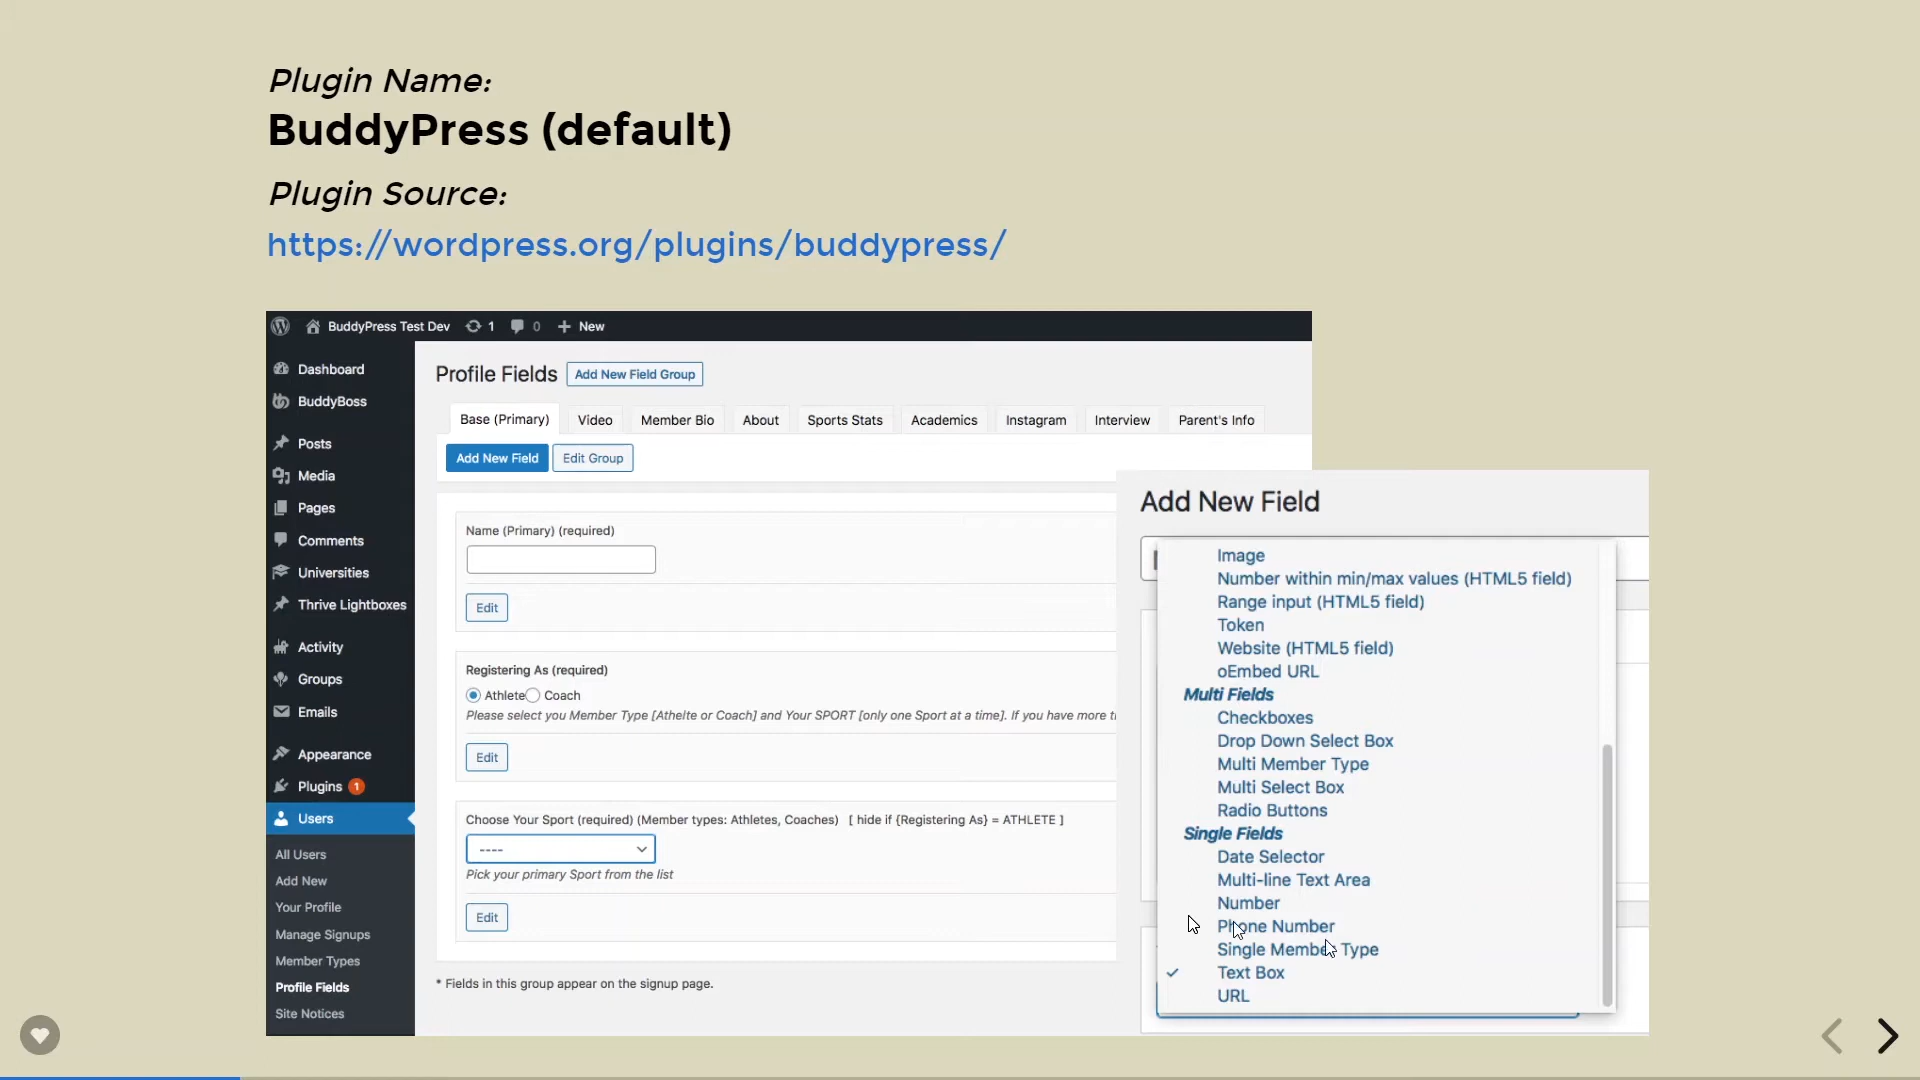 Plugin Name:
BuddyPress (default)
Plugin Source:
https://wordpress.org/plugins/buddypress/
BuddyPress Test Dev 1 0 New
Dashboard
BuddyBoss
Posts
Media
Pages
Comments
Universities
Thrive Lightboxes
Activity
Groups
Emails
Appearance
Plugins 1
Users
All Users
Add New
Your Profile
Manage Signups
Member Types
Profile Fields
Site Notices
Profile Fields Add New Field Group
Base (Primary) Video Member Bio About Sports Stats Academics Instagram Interview Parent's Info
Add New Field Edit Group
Name (Primary) (required)
Edit
Registering As (required)
Athlete Coach
Please select you Member Type [Athelte or Coach] and Your SPORT [only one Sport at a time]. If you have more
Edit
Choose Your Sport (required) (Member types: Athletes, Coaches) [ hide if {Registering As} = ATHLETE ]
----
Pick your primary Sport from the list
Edit
* Fields in this group appear on the signup page.
Add New Field
Image
Number within min/max values (HTML5 field)
Range input (HTML5 field)
Token
Website (HTML5 field)
oEmbed URL
Multi Fields
Checkboxes
Drop Down Select Box
Multi Member Type
Multi Select Box
Radio Buttons
Single Fields
Date Selector
Multi-line Text Area
Number
Phone Number
Single Member Type
Text Box
URL